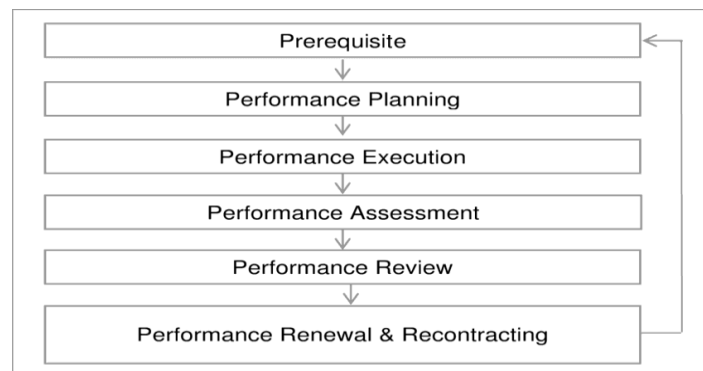 Prerequisite
Performance Planning
Performance Execution
Performance Assessment
Performance Review
Performance Renewal & Recontracting